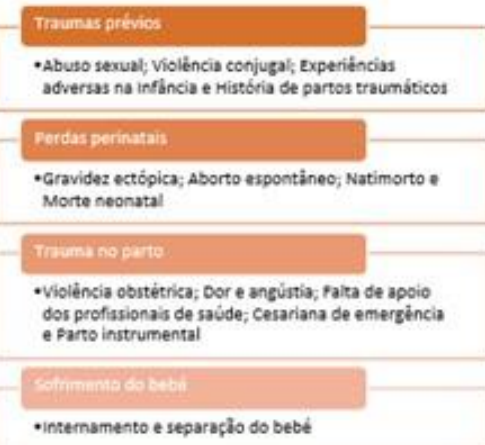 Traumas prévios
•Abuso sexual; Violência conjugal; Experiências
adversas na Infância e História de partos traumáticos
Perdas perinatais
•Gravidez ectópica; Aborto espontâneo; Natimorto e
Morte neonatal
Trauma no parto
•Violência obstétrica; Dor e angústia; Falta de apoio
dos profissionais de saúde; Cesariana de emergência
e Parto instrumental
Sofrimento do bebé
•Internamento e separação do bebé